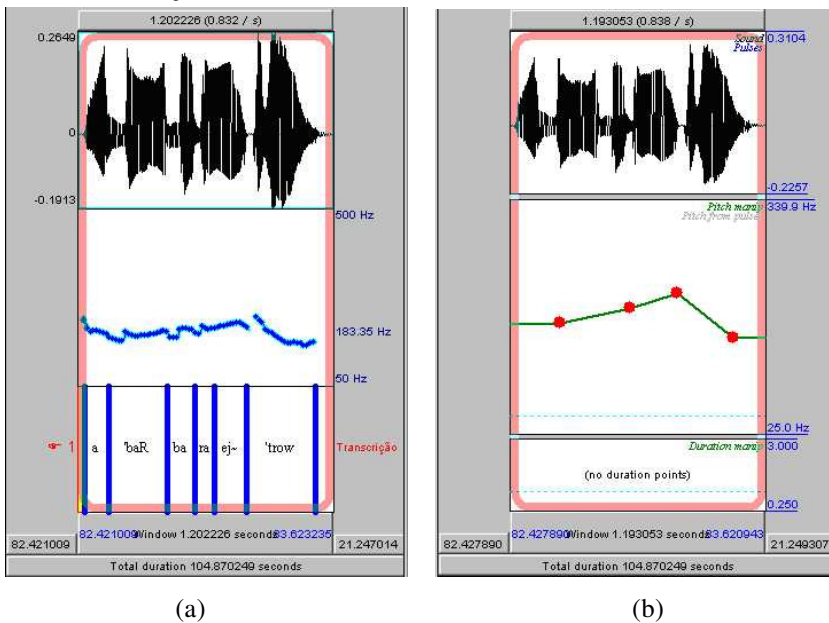 1.202226 (0.832 / s)
0.2649
0
-0.1913
500 Hz
183.35 Hz
50 Hz
1
a
'baR
ba
ra
ej~
'trow
Transcrição
82.421009
82.421009
Window 1.202226 seconds
83.623235
21.247014
Total duration 104.870249 seconds
(a)
1.193053 (0.838 / s)
Sound
Pulses
0.3104
-0.2257
Pitch manip
Pitch from pulse
339.9 Hz
25.0 Hz
Duration manip
3.000
(no duration points)
0.250
82.427890
82.427890
Window 1.193053 seconds
83.620943
21.249307
Total duration 104.870249 seconds
(b)